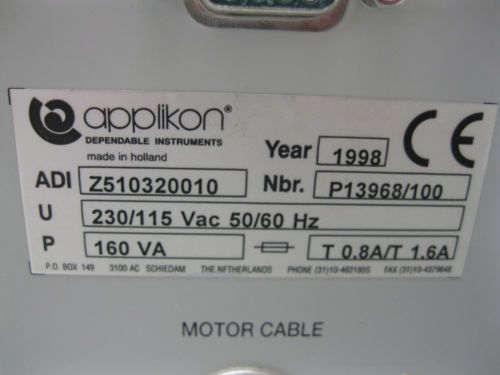 applikon®
DEPENDABLE INSTRUMENTS
made in holland
Year 1998 CE
ADI Z510320010 Nbr. P13968/100
U 230/115 Vac 50/60 Hz
P 160 VA T 0.8A/T 1.6A
P.O. BOX 149 3100 AC SCHIEDAM THE NETHERLANDS PHONE (31)10-4621855 FAX (31)10-4379648
MOTOR CABLE